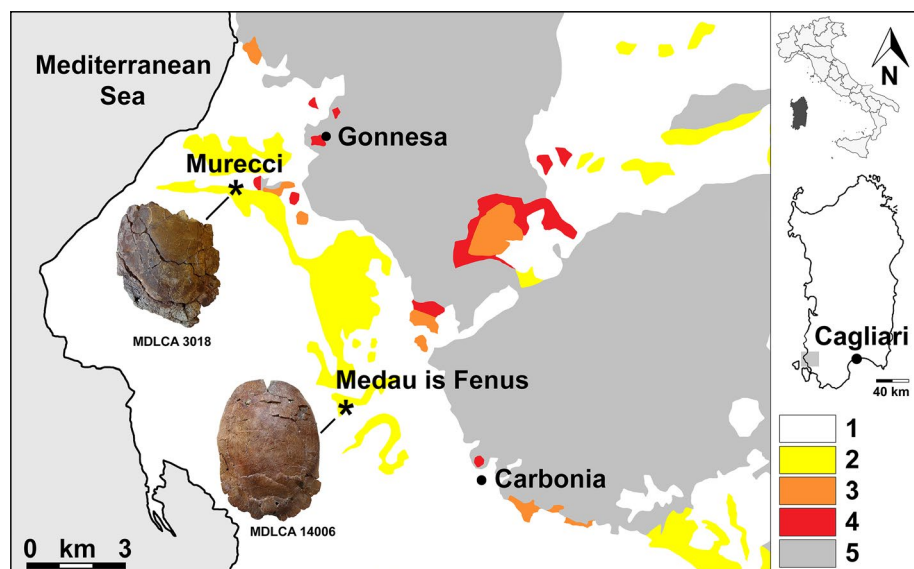 Mediterranean
Sea
Gonnesa
Murecci
MDLCA 3018
Medau is Fenus
MDLCA 14006
Carbonia
0 km 3
N
Cagliari
40 km
1
2
3
4
5